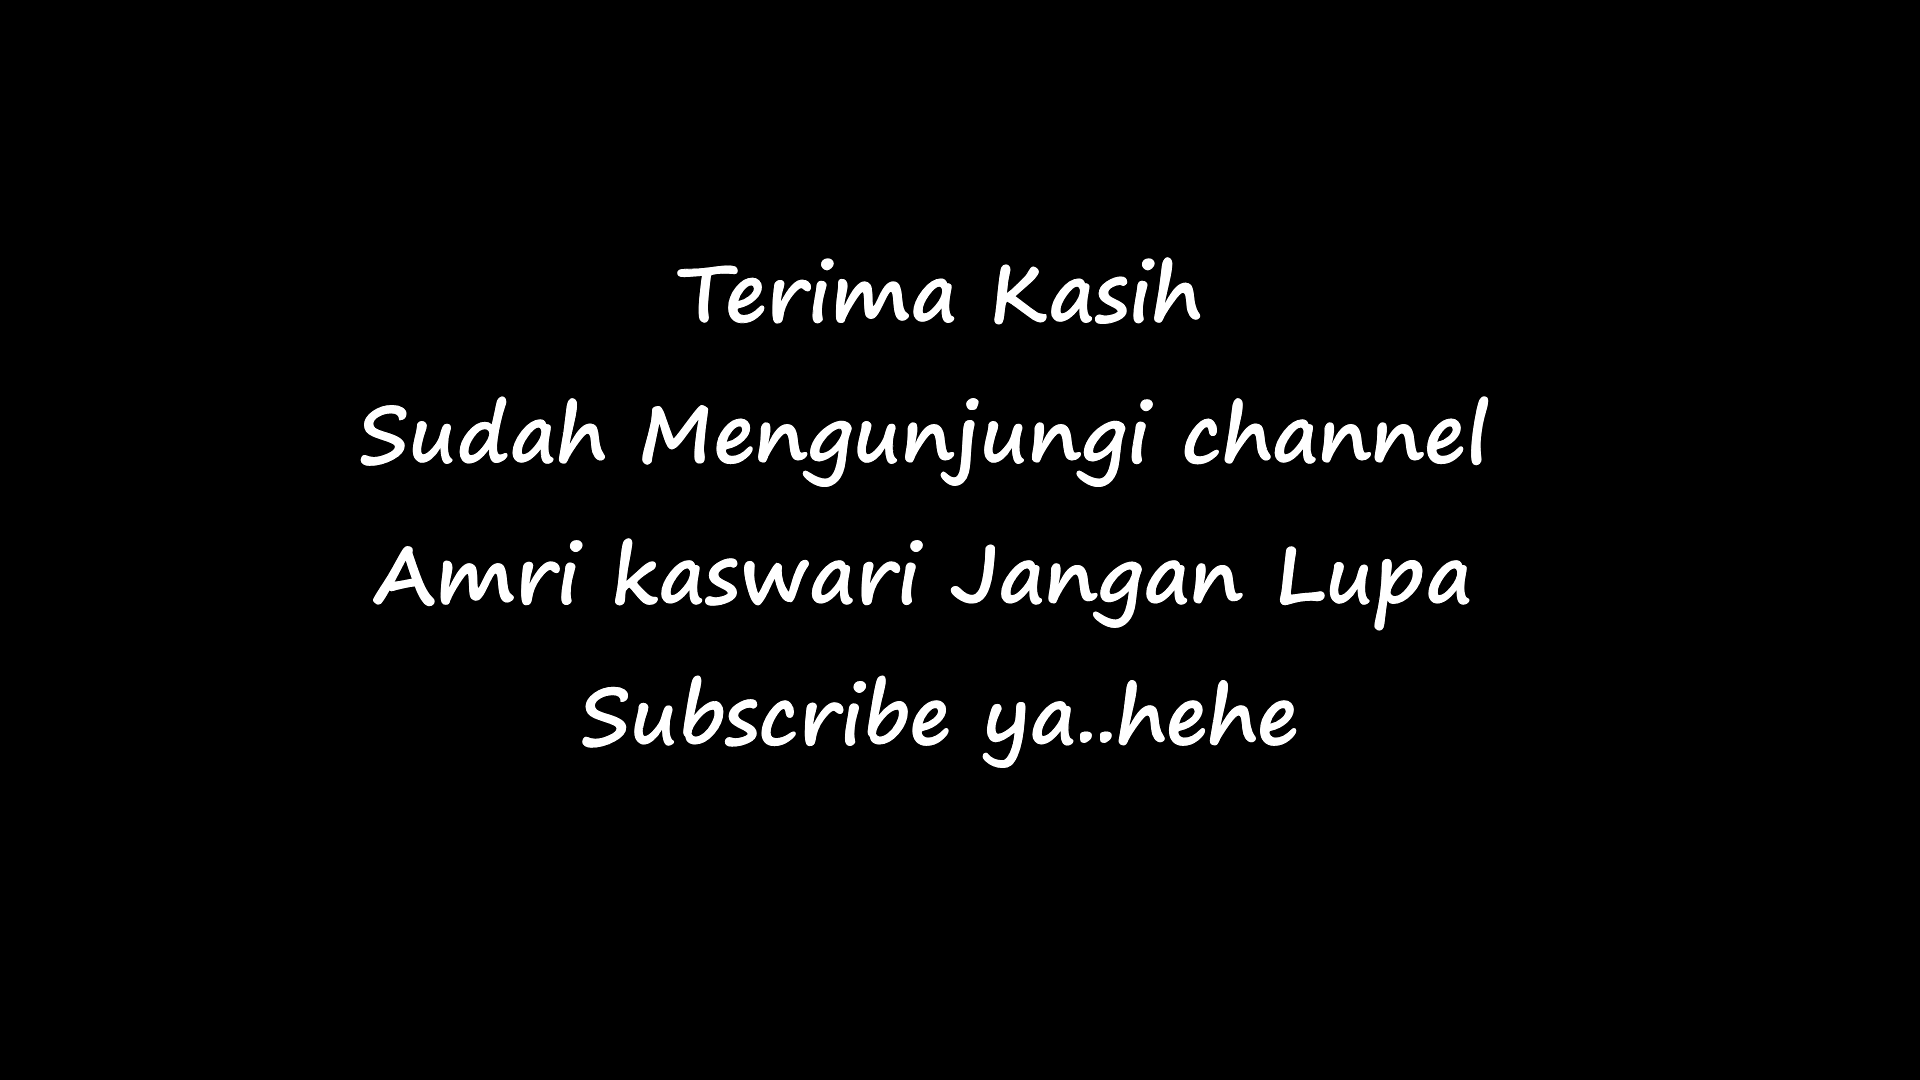 Terima Kasih
Sudah Mengunjungi channel
Amri kaswari Jangan Lupa
Subscribe ya..hehe